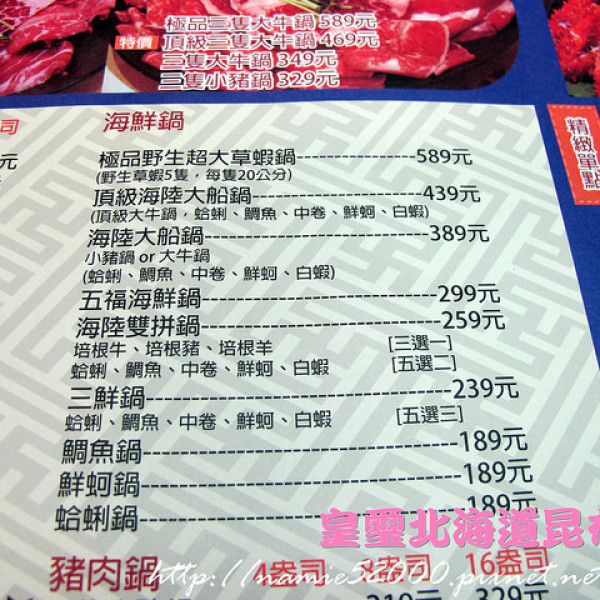 極品三隻大牛鍋 589元
特價
頂級三隻大牛鍋 469元
三隻大牛鍋 349元
三隻小豬鍋 329元
司
元
海鮮鍋
精緻單點
極品野生超大草蝦鍋----------------589元
(野生草蝦5隻，每隻20公分)
頂級海陸大船鍋-----------------------439元
(頂級大牛鍋，蛤蜊、鯛魚、中卷、鮮蚵、白蝦)
海陸大船鍋------------------------------389元
小豬鍋 or 大牛鍋
(蛤蜊、鯛魚、中卷、鮮蚵、白蝦)
五福海鮮鍋-------------------------------299元
海陸雙拼鍋--------------------------------259元
培根牛、培根豬、培根羊 [三選一]
蛤蜊、鯛魚、中卷、鮮蚵、白蝦 [五選二]
三鮮鍋-----------------------------------------239元
蛤蜊、鯛魚、中卷、鮮蚵、白蝦 [五選三]
鯛魚鍋------------------------------------------189元
鮮蚵鍋------------------------------------------189元
蛤蜊鍋------------------------------------------189元
皇璽北海道昆
豬肉鍋 4盎司 8盎司 16盎司
http://namie52000.pixnet.net
329元